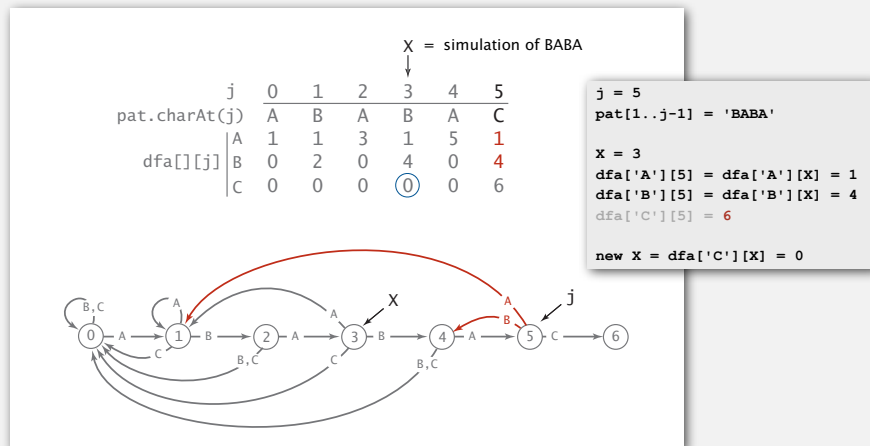 X = simulation of BABA
j 0 1 2 3 4 5
pat.charAt(j) A B A B A C
A 1 1 3 1 5 1
dfa[][j] B 0 2 0 4 0 4
C 0 0 0 0 0 6
j = 5
pat[1..j-1] = 'BABA'
X = 3
dfa['A'][5] = dfa['A'][X] = 1
dfa['B'][5] = dfa['B'][X] = 4
dfa['C'][5] = 6
new X = dfa['C'][X] = 0
B,C A A X A j
B
0 A 1 B 2 A 3 B 4 A 5 C 6
C B,C C B,C